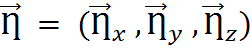 η⃗ = (η⃗ₓ , η⃗ᵧ , η⃗_z)